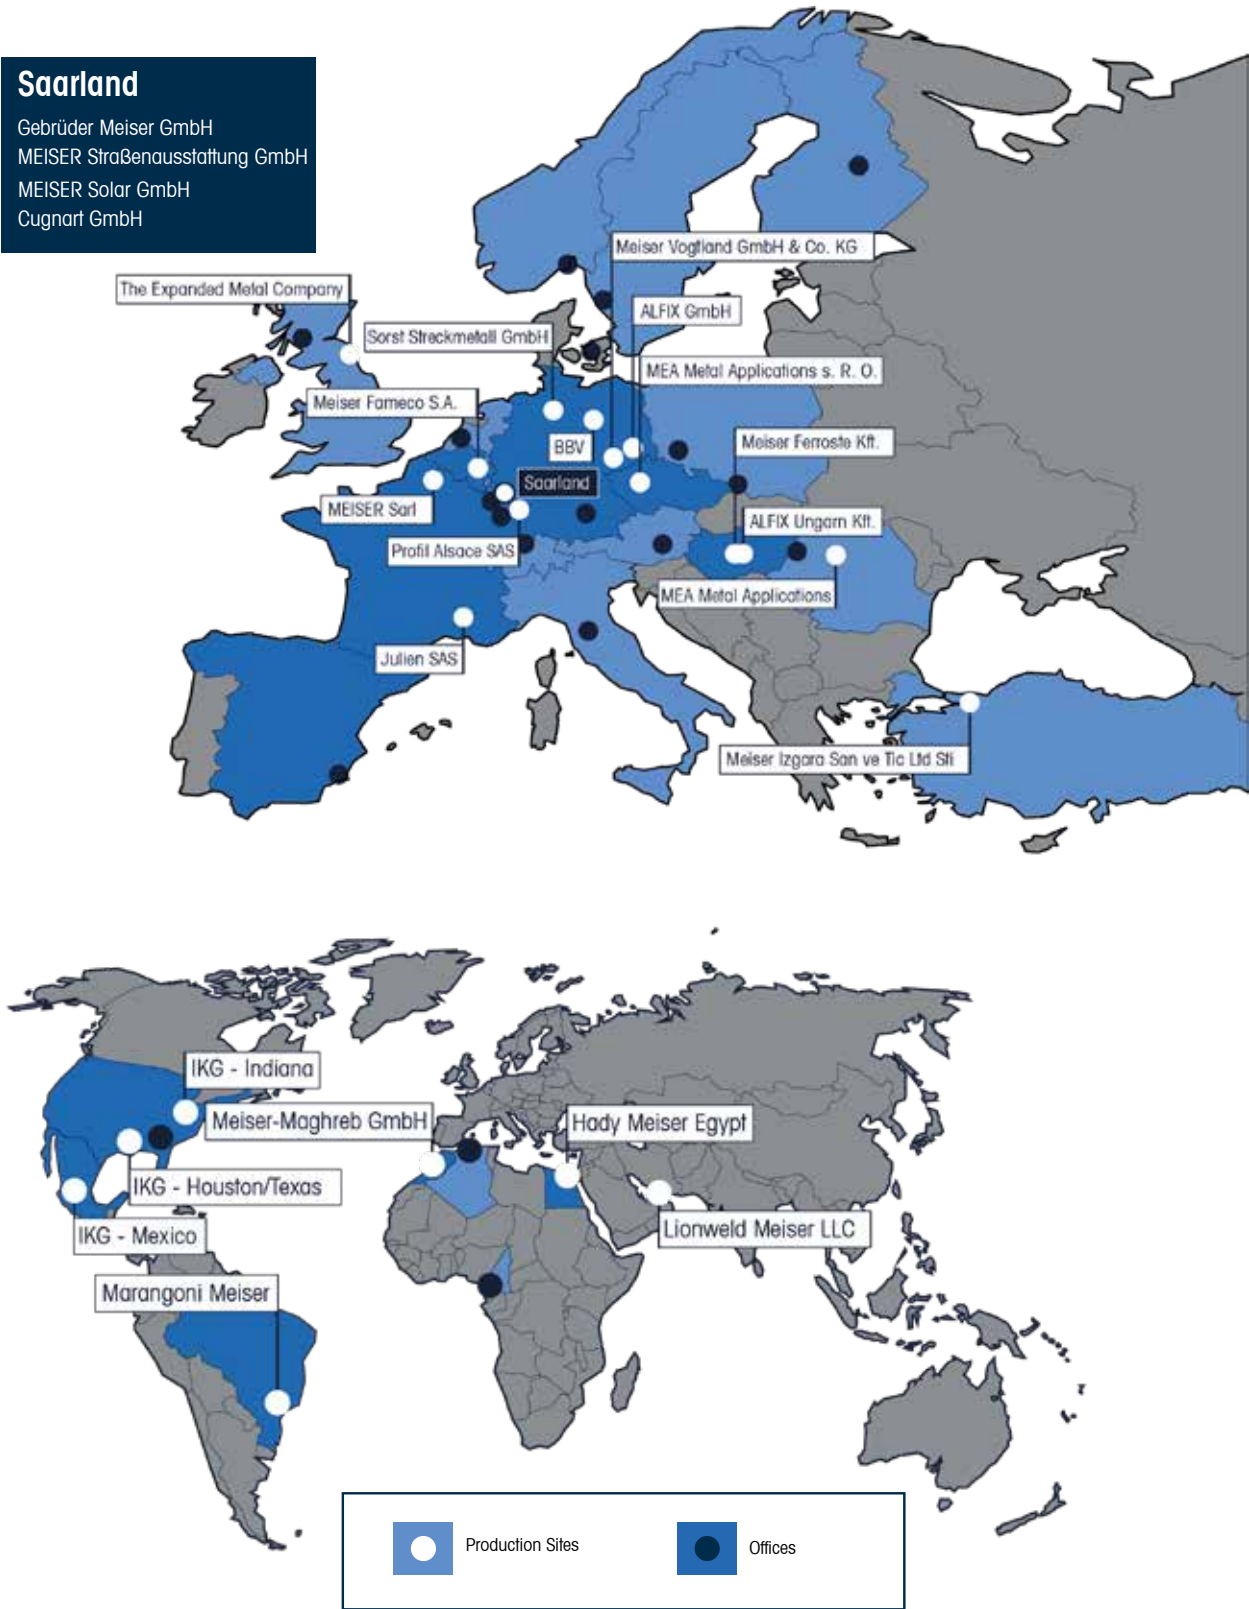 Saarland
Gebrüder Meiser GmbH
MEISER Straßenausstattung GmbH
MEISER Solar GmbH
Cugnart GmbH
Meiser Vogtland GmbH & Co. KG
The Expanded Metal Company
ALFIX GmbH
Sorst Streckmetall GmbH
MEA Metal Applications s. R. O.
Meiser Fameco S.A.
BBV
Meiser Ferroste Kft.
Saarland
MEISER Sarl
ALFIX Ungarn Kft.
Profil Alsace SAS
MEA Metal Applications
Julien SAS
Meiser Izgara San ve Tic Ltd Sti
IKG - Indiana
Meiser-Maghreb GmbH
Hady Meiser Egypt
IKG - Houston/Texas
IKG - Mexico
Lionweld Meiser LLC
Marangoni Meiser
Production Sites
Offices